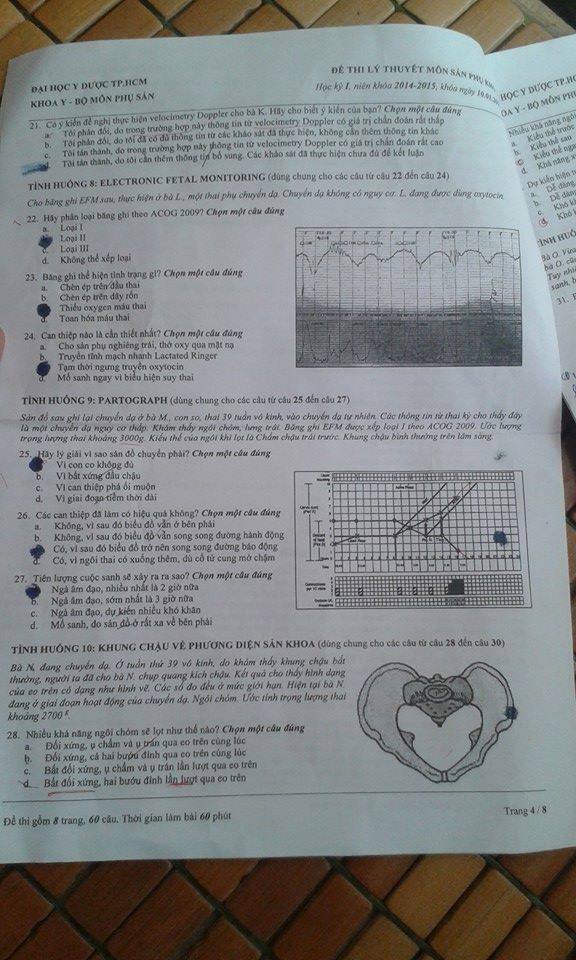 ĐẠI HỌC Y DƯỢC TP.HCM
KHOA Y - BỘ MÔN PHỤ SẢN
ĐỀ THI LÝ THUYẾT MÔN SẢN PHỤ
Học kỳ I, niên khóa 2014-2015, khóa ngày
21. Có ý kiến đề nghị thực hiện velocimetry Doppler cho bà K. Hãy cho biết ý kiến của bạn? Chọn một câu đúng
a. Tôi phản đối, do trong trường hợp này thông tin từ velocimetry Doppler có giá trị chẩn đoán rất thấp
b. Tôi phản đối, do tôi đã có đủ thông tin từ các khảo sát đã thực hiện, không cần thêm thông tin khác
c. Tôi tán thành, do trong trường hợp này thông tin từ velocimetry Doppler có giá trị chẩn đoán rất cao
Tôi tán thành, do tôi cần thêm thông tin bổ sung. Các khảo sát đã thực hiện chưa đủ để kết luận
TÌNH HUỐNG 8: ELECTRONIC FETAL MONITORING (dùng chung cho các câu từ câu 22 đến câu 24)
Cho băng ghi EFM sau, thực hiện ở bà L., một thai phụ chuyển dạ. Chuyển dạ không có nguy cơ. L. đang được dùng oxytocin.
22. Hãy phân loại băng ghi theo ACOG 2009? Chọn một câu đúng
a. Loại I
Loại II
c. Loại III
d. Không thể xếp loại
23. Băng ghi thể hiện tình trạng gì? Chọn một câu đúng
a. Chèn ép trên đầu thai
b. Chèn ép trên dây rốn
Thiếu oxygen máu thai
d. Toan hóa máu thai
24. Can thiệp nào là cần thiết nhất? Chọn một câu đúng
a. Cho sản phụ nghiêng trái, thở oxy qua mặt nạ
b. Truyền tĩnh mạch nhanh Lactated Ringer
Tạm thời ngưng truyền oxytocin
d. Mổ sanh ngay vì biểu hiện suy thai
TÌNH HUỐNG 9: PARTOGRAPH (dùng chung cho các câu từ câu 25 đến câu 27)
Sản đồ sau ghi lại chuyển dạ ở bà M., con so, thai 39 tuần vô kinh, vào chuyển dạ tự nhiên. Các thông tin từ thai kỳ cho thấy đây
là một chuyển dạ nguy cơ thấp. Khám thấy ngôi chỏm, lưng trái. Băng ghi EFM được xếp loại I theo ACOG 2009. Ước lượng
trọng lượng thai khoảng 3000g. Kiểu thế của ngôi khi lọt là Chẩm chậu trái trước. Khung chậu bình thường trên lâm sàng.
25. Hãy lý giải vì sao sản đồ chuyển phải? Chọn một câu đúng
Vì con co không đủ
b. Vì bất xứng đầu chậu
c. Vì can thiệp phá ối muộn
d. Vì giai đoạn tiềm thời dài
26. Các can thiệp đã làm có hiệu quả không? Chọn một câu đúng
a. Không, vì sau đó biểu đồ vẫn ở bên phải
b. Không, vì sau đó biểu đồ vẫn song song đường hành động
Có, vì sau đó biểu đồ trở nên song song đường báo động
d. Có, vì ngôi thai có xuống thêm, dù cổ tử cung mở chậm
27. Tiên lượng cuộc sanh sẽ xảy ra ra sao? Chọn một câu đúng
Ngả âm đạo, nhiều nhất là 2 giờ nữa
b. Ngả âm đạo, sớm nhất là 3 giờ nữa
c. Ngả âm đạo, dự kiến nhiều khó khăn
d. Mổ sanh, do sản đồ ở rất xa về bên phải
TÌNH HUỐNG 10: KHUNG CHẬU VỀ PHƯƠNG DIỆN SẢN KHOA (dùng chung cho các câu từ câu 28 đến câu 30)
Bà N. đang chuyển dạ. Ở tuần thứ 39 vô kinh, do khám thấy khung chậu bất
thường, người ta đã cho bà N. chụp quang kích chậu. Kết quả cho thấy hình dạng
của eo trên có dạng như hình vẽ. Các số đo đều ở mức giới hạn. Hiện tại bà N.
đang ở giai đoạn hoạt động của chuyển dạ. Ngôi chỏm. Ước tính trọng lượng thai
khoảng 2700 g.
28. Nhiều khả năng ngôi chỏm sẽ lọt như thế nào? Chọn một câu đúng
a. Đối xứng, ụ chẩm và ụ trán qua eo trên cùng lúc
b. Đối xứng, cả hai bướu đỉnh qua eo trên cùng lúc
c. Bất đối xứng, ụ chẩm và ụ trán lần lượt qua eo trên
d. Bất đối xứng, hai bướu đỉnh lần lượt qua eo trên
Đề thi gồm 8 trang, 60 câu. Thời gian làm bài 60 phút
Trang 4 / 8